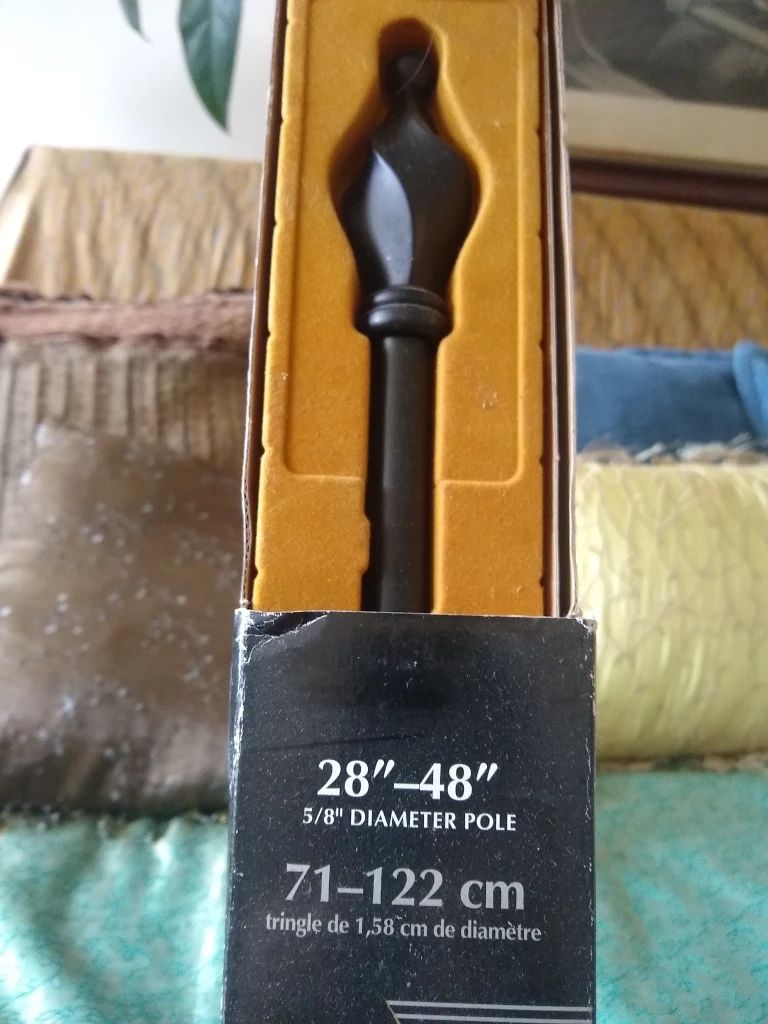 28″–48″
5/8" DIAMETER POLE
71–122 cm
tringle de 1,58 cm de diamètre